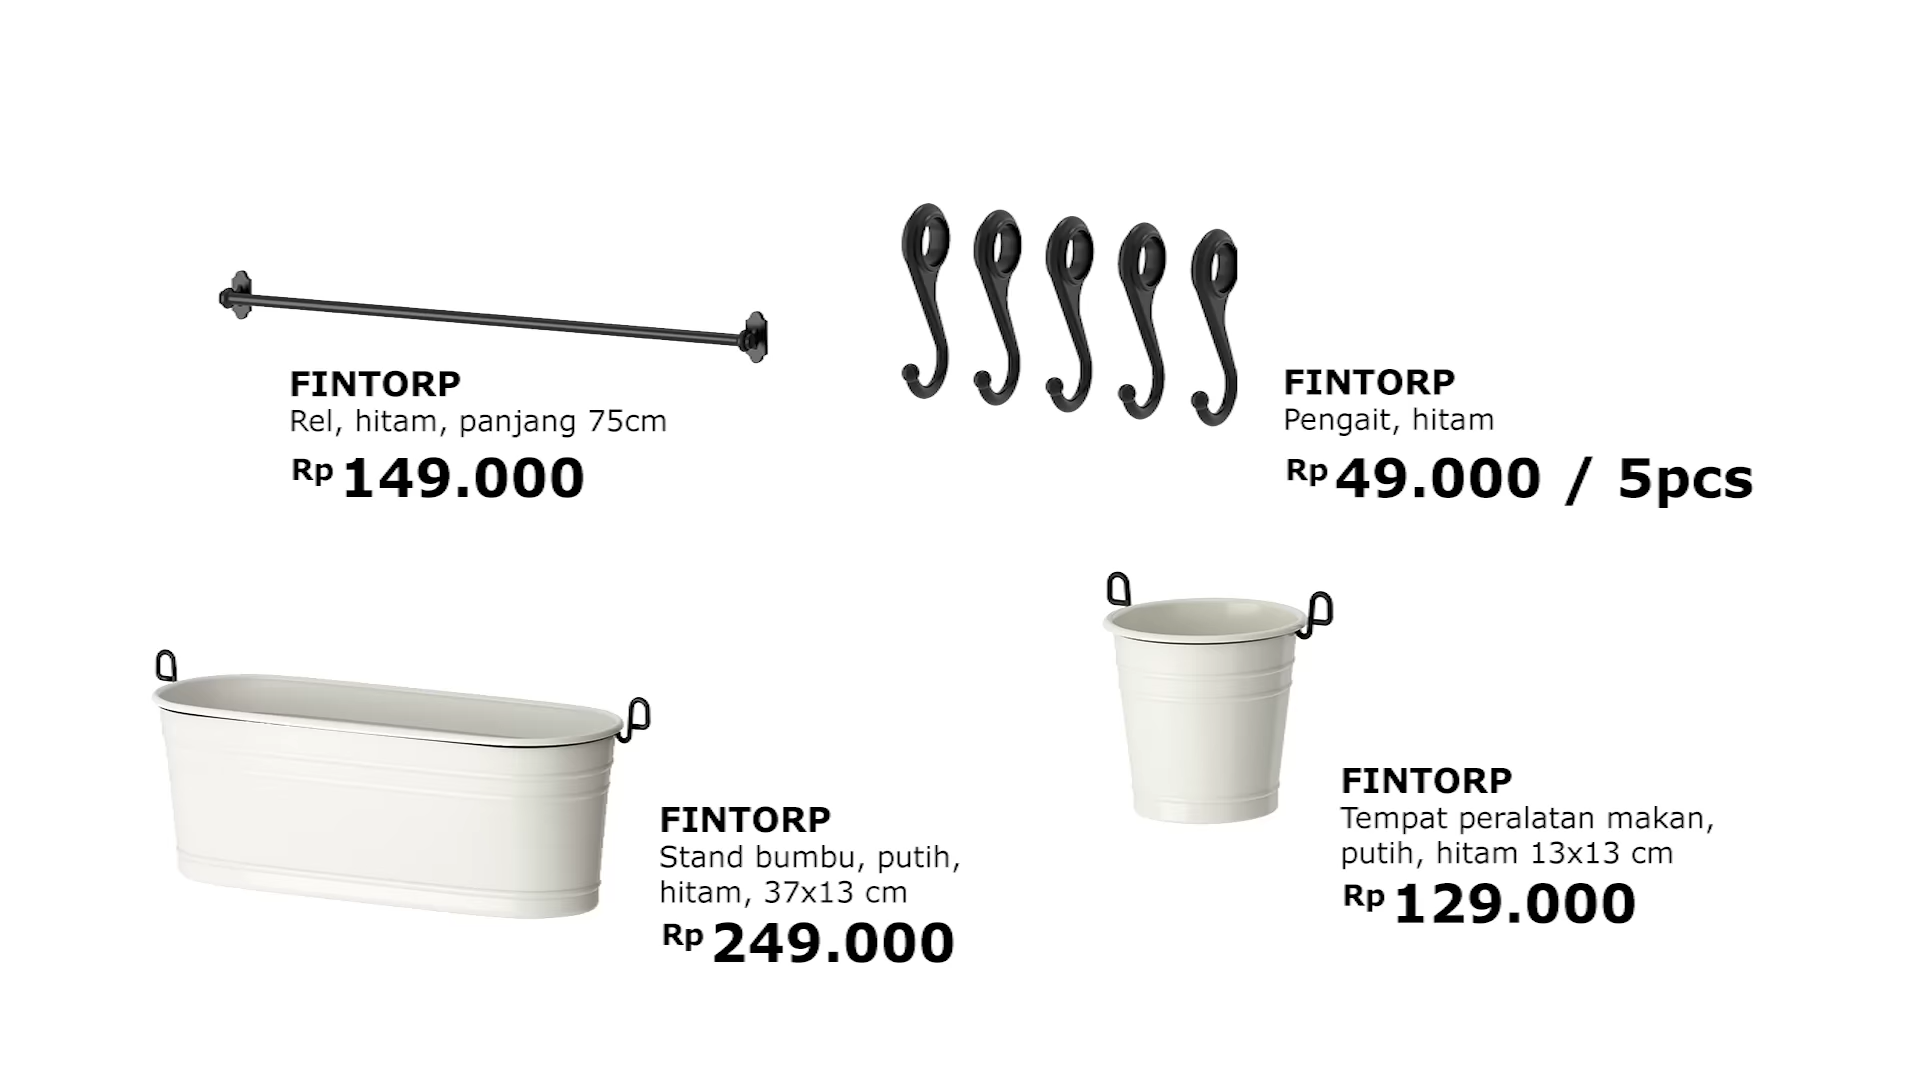 FINTORP
Rel, hitam, panjang 75cm
Rp 149.000
FINTORP
Pengait, hitam
Rp 49.000 / 5pcs
FINTORP
Stand bumbu, putih,
hitam, 37x13 cm
Rp 249.000
FINTORP
Tempat peralatan makan,
putih, hitam 13x13 cm
Rp 129.000